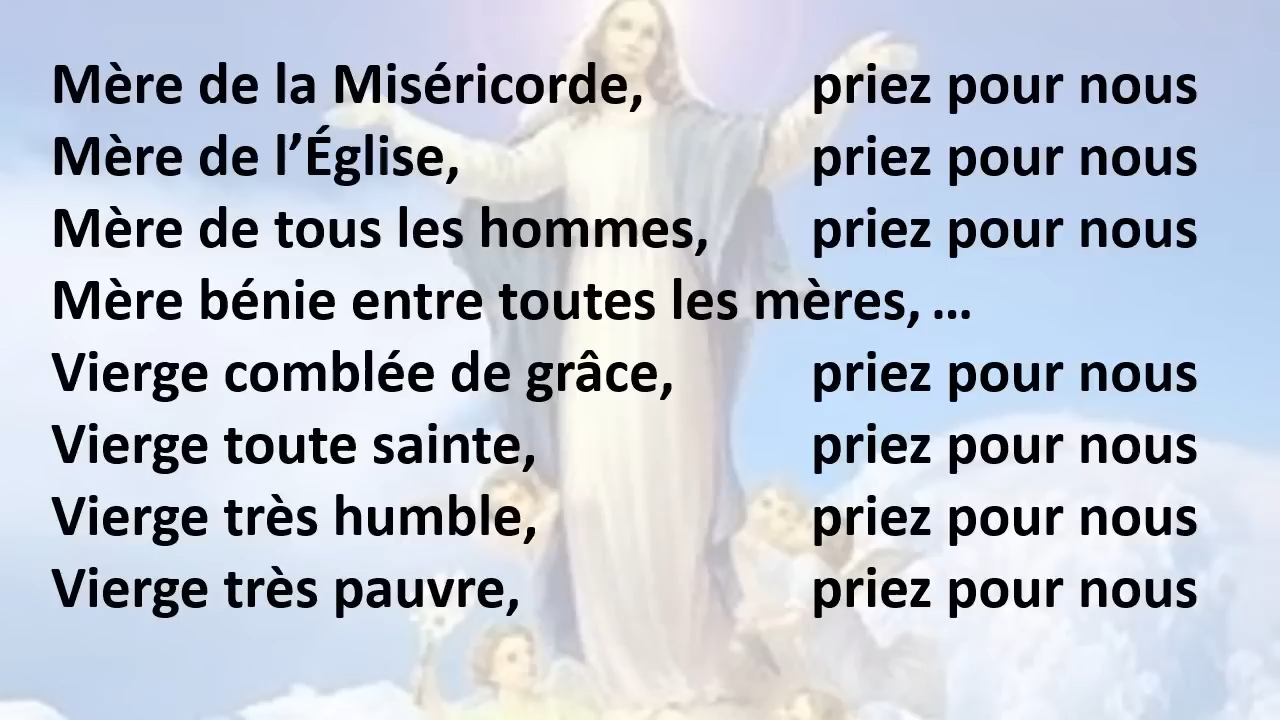 Mère de la Miséricorde, priez pour nous
Mère de l’Église, priez pour nous
Mère de tous les hommes, priez pour nous
Mère bénie entre toutes les mères, …
Vierge comblée de grâce, priez pour nous
Vierge toute sainte, priez pour nous
Vierge très humble, priez pour nous
Vierge très pauvre, priez pour nous